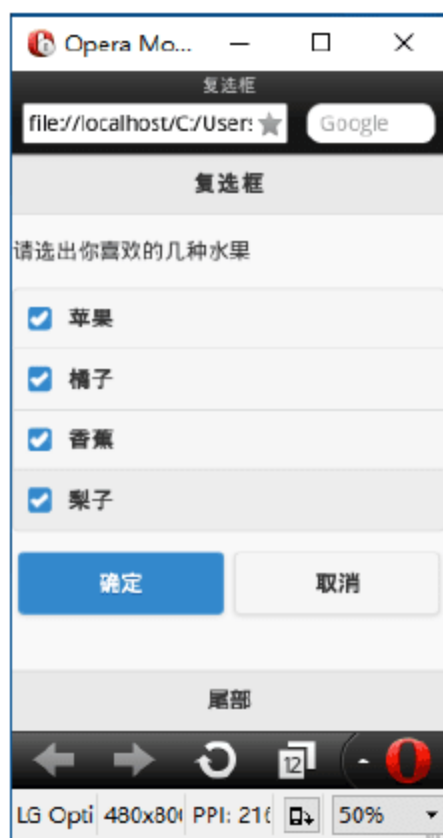 Opera Mo...
复选框
file://localhost/C:/User: Google
复选框
请选出你喜欢的几种水果
苹果
橘子
香蕉
梨子
确定 取消
尾部
12
LG Opti 480x80 PPI: 216 50%